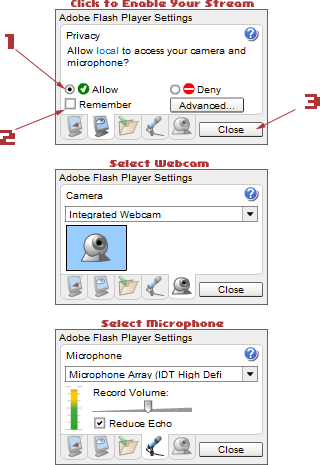 Click to Enable Your Stream
Adobe Flash Player Settings
1
Privacy
Allow local to access your camera and
microphone?
Allow
Deny
Remember
Advanced...
2
3
Close
Select Webcam
Adobe Flash Player Settings
Camera
Integrated Webcam
Close
Select Microphone
Adobe Flash Player Settings
Microphone
Microphone Array (IDT High Defi
Record Volume:
Reduce Echo
Close